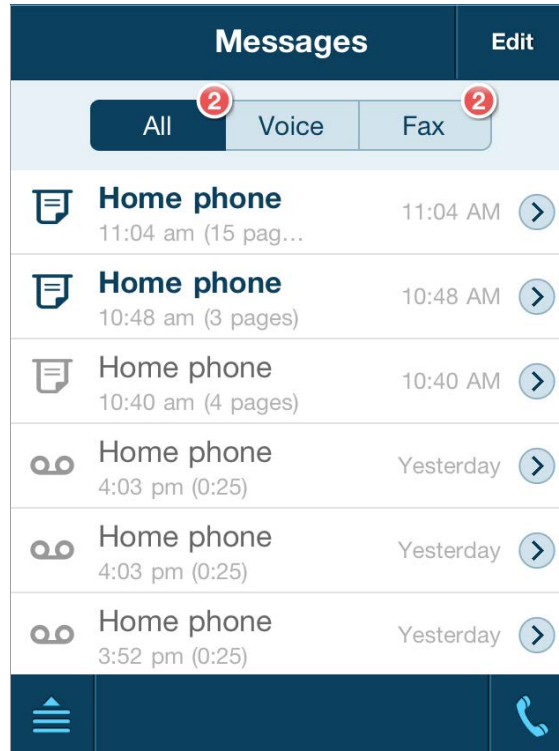 Messages Edit
All 2 Voice Fax 2
Home phone 11:04 AM
11:04 am (15 pag...
Home phone 10:48 AM
10:48 am (3 pages)
Home phone 10:40 AM
10:40 am (4 pages)
Home phone Yesterday
4:03 pm (0:25)
Home phone Yesterday
4:03 pm (0:25)
Home phone Yesterday
3:52 pm (0:25)